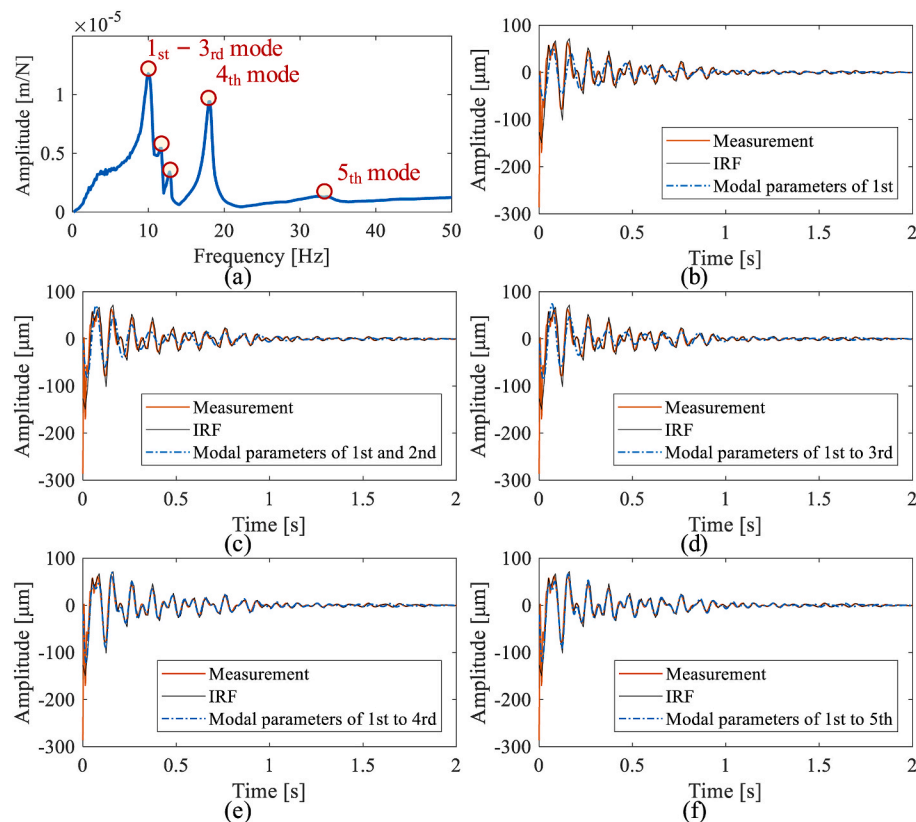 ×10⁻⁵
1st − 3rd mode
4th mode
5th mode
1
0.5
0
Amplitude [m/N]
0 10 20 30 40 50
Frequency [Hz]
(a)
100
0
-100
-200
-300
Amplitude [μm]
Measurement
IRF
Modal parameters of 1st
0 0.5 1 1.5 2
Time [s]
(b)
100
0
-100
-200
-300
Amplitude [μm]
Measurement
IRF
Modal parameters of 1st and 2nd
0 0.5 1 1.5 2
Time [s]
(c)
100
0
-100
-200
-300
Amplitude [μm]
Measurement
IRF
Modal parameters of 1st to 3rd
0 0.5 1 1.5 2
Time [s]
(d)
100
0
-100
-200
-300
Amplitude [μm]
Measurement
IRF
Modal parameters of 1st to 4rd
0 0.5 1 1.5 2
Time [s]
(e)
100
0
-100
-200
-300
Amplitude [μm]
Measurement
IRF
Modal parameters of 1st to 5th
0 0.5 1 1.5 2
Time [s]
(f)